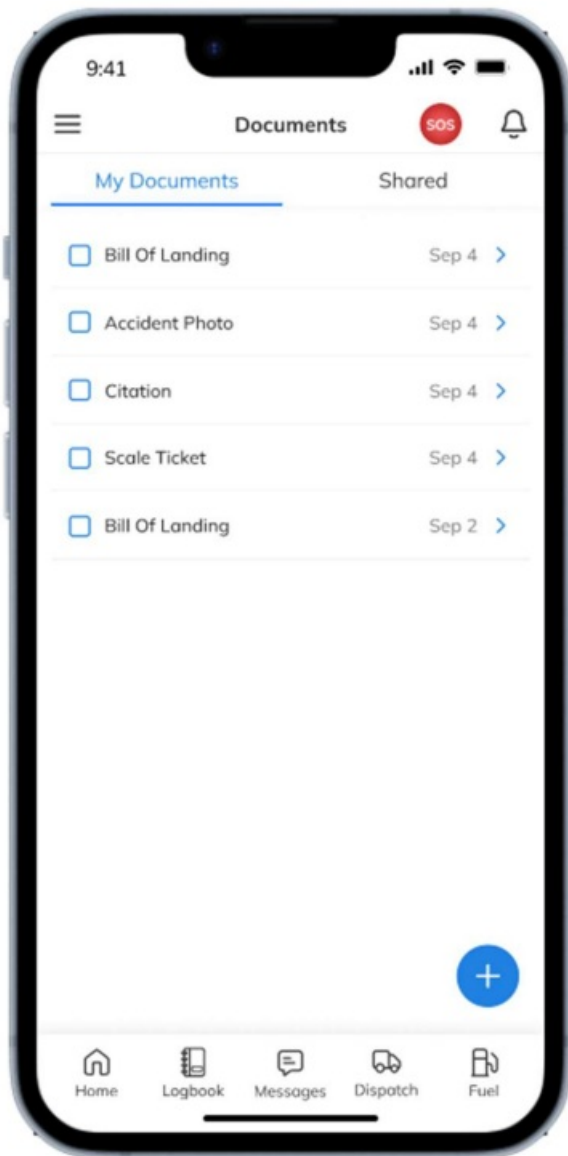 9:41
Documents
SOS
My Documents Shared
Bill Of Landing Sep 4
Accident Photo Sep 4
Citation Sep 4
Scale Ticket Sep 4
Bill Of Landing Sep 2
Home Logbook Messages Dispatch Fuel